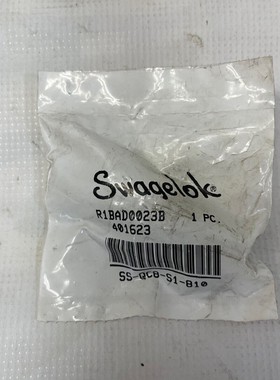 Swagelok®
R1BAD0023B 1 PC.
401623
SS-QC8-S1-810